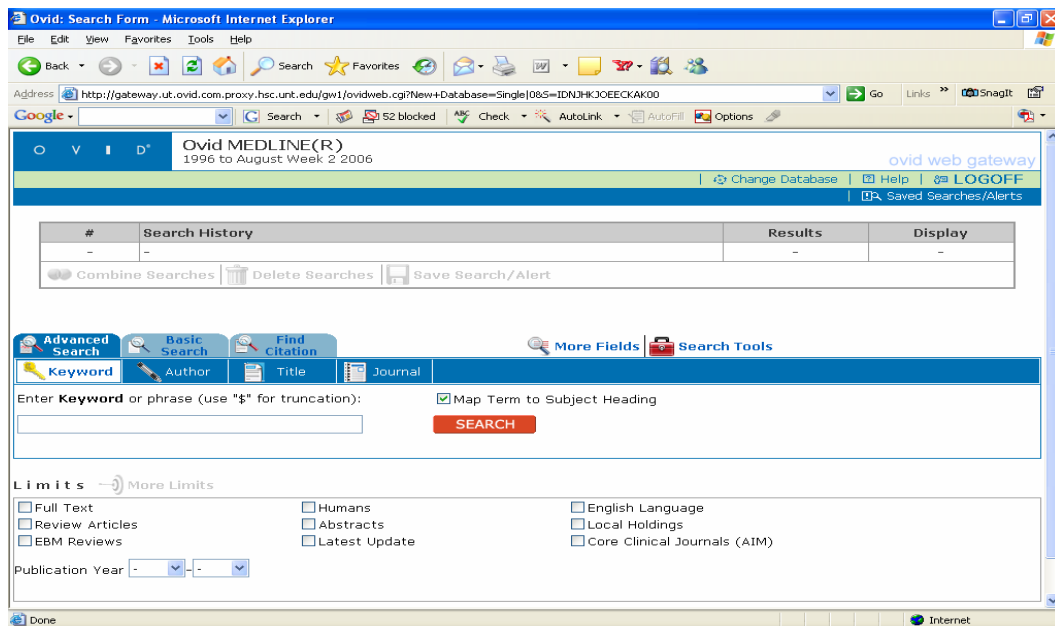 Ovid: Search Form - Microsoft Internet Explorer
File Edit View Favorites Tools Help
Back Search Favorites
Address http://gateway.ut.ovid.com.proxy.hsc.unt.edu/gw1/ovidweb.cgi?New+Database=Single|0&S=IDNJHKJOEECKAK00 Go Links » SnagIt
Google Search 52 blocked Check AutoLink AutoFill Options
O V I D Ovid MEDLINE(R)
1996 to August Week 2 2006
ovid web gateway
| Change Database | Help | LOGOFF
| Saved Searches/Alerts
# Search History Results Display
- - - -
Combine Searches Delete Searches Save Search/Alert
Advanced Search Basic Search Find Citation More Fields Search Tools
Keyword Author Title Journal
Enter Keyword or phrase (use "$" for truncation): Map Term to Subject Heading
SEARCH
Limits More Limits
Full Text Humans English Language
Review Articles Abstracts Local Holdings
EBM Reviews Latest Update Core Clinical Journals (AIM)
Publication Year - - -
Done Internet